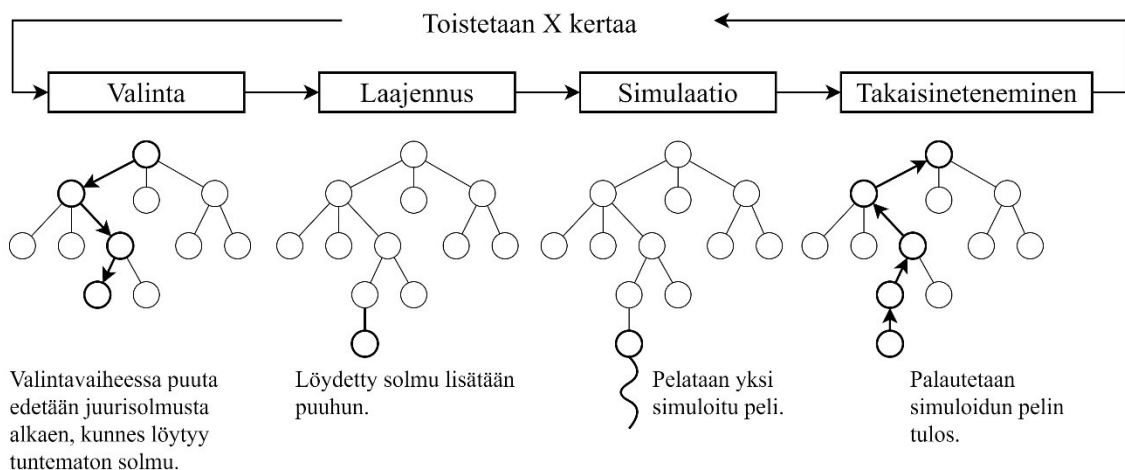 Toistetaan X kertaa
Valinta
Laajennus
Simulaatio
Takaisineteneminen
Valintavaiheessa puuta
edetään juurisolmusta
alkaen, kunnes löytyy
tuntematon solmu.
Löydetty solmu lisätään
puuhun.
Pelataan yksi
simuloitu peli.
Palautetaan
simuloidun pelin
tulos.